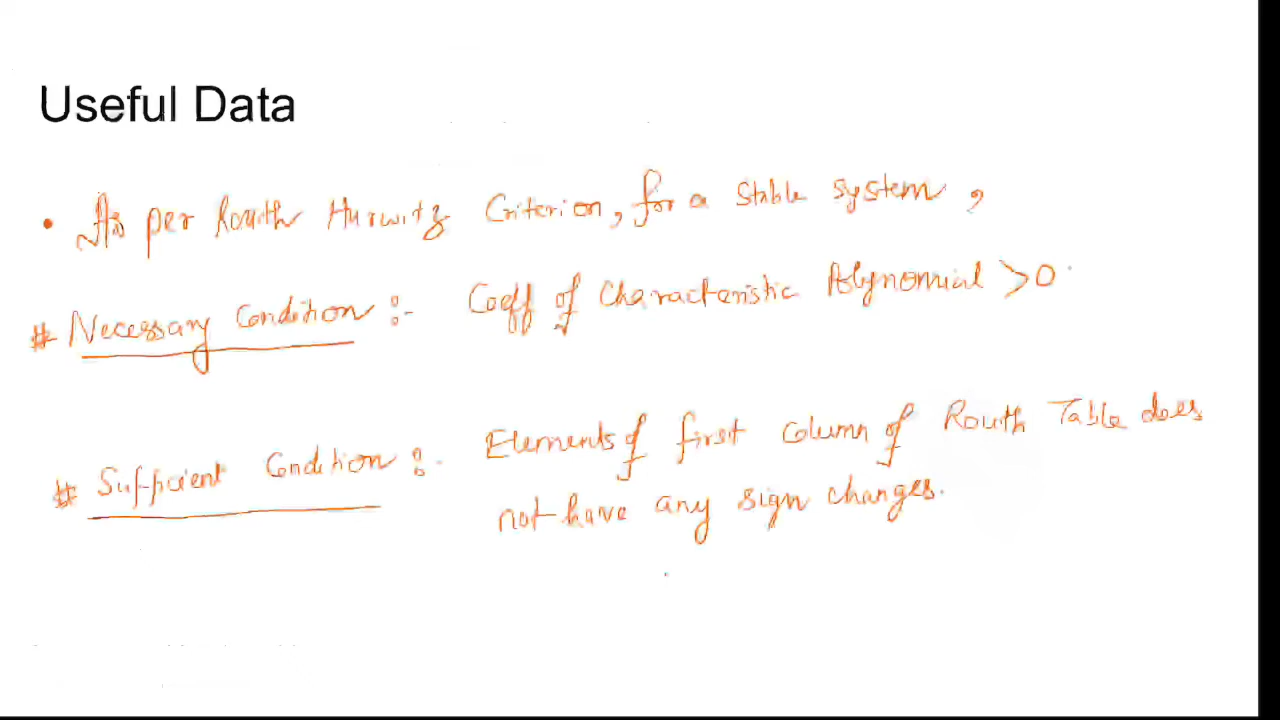 Useful Data
• As per Routh Hurwitz Criterion, for a stable system,
# Necessary Condition :- Coeff of Characteristic Polynomial >0.
# Sufficient Condition :- Elements of first column of Routh Table does
not have any sign changes.